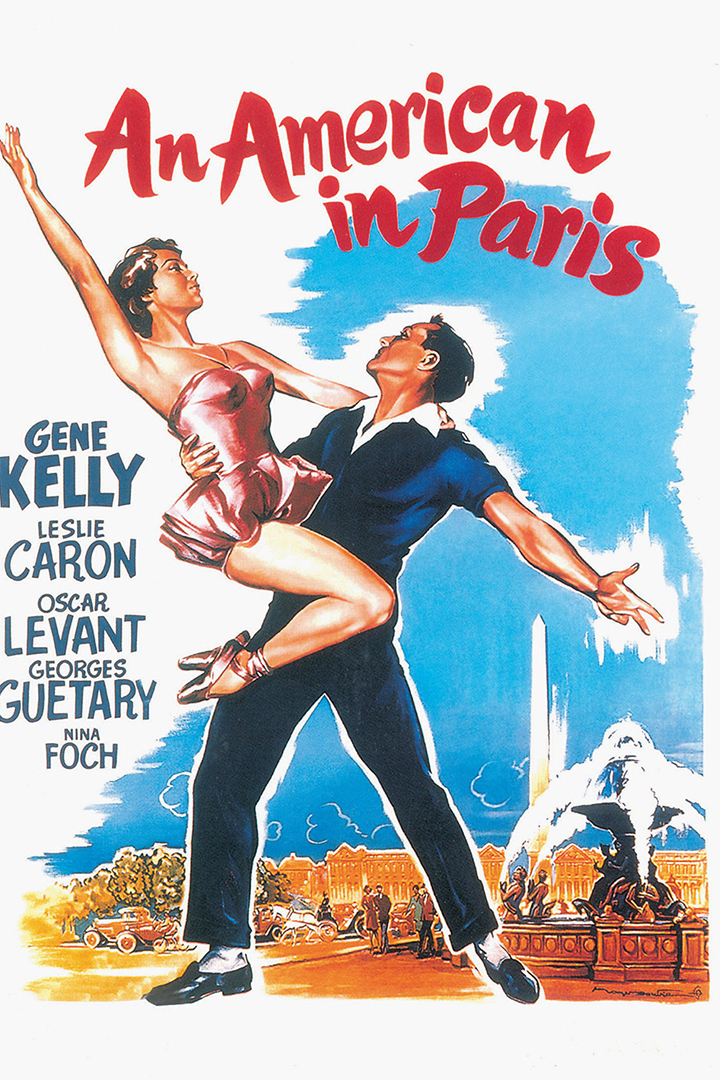 An American
in Paris
GENE
KELLY
LESLIE
CARON
OSCAR
LEVANT
GEORGES
GUETARY
NINA
FOCH